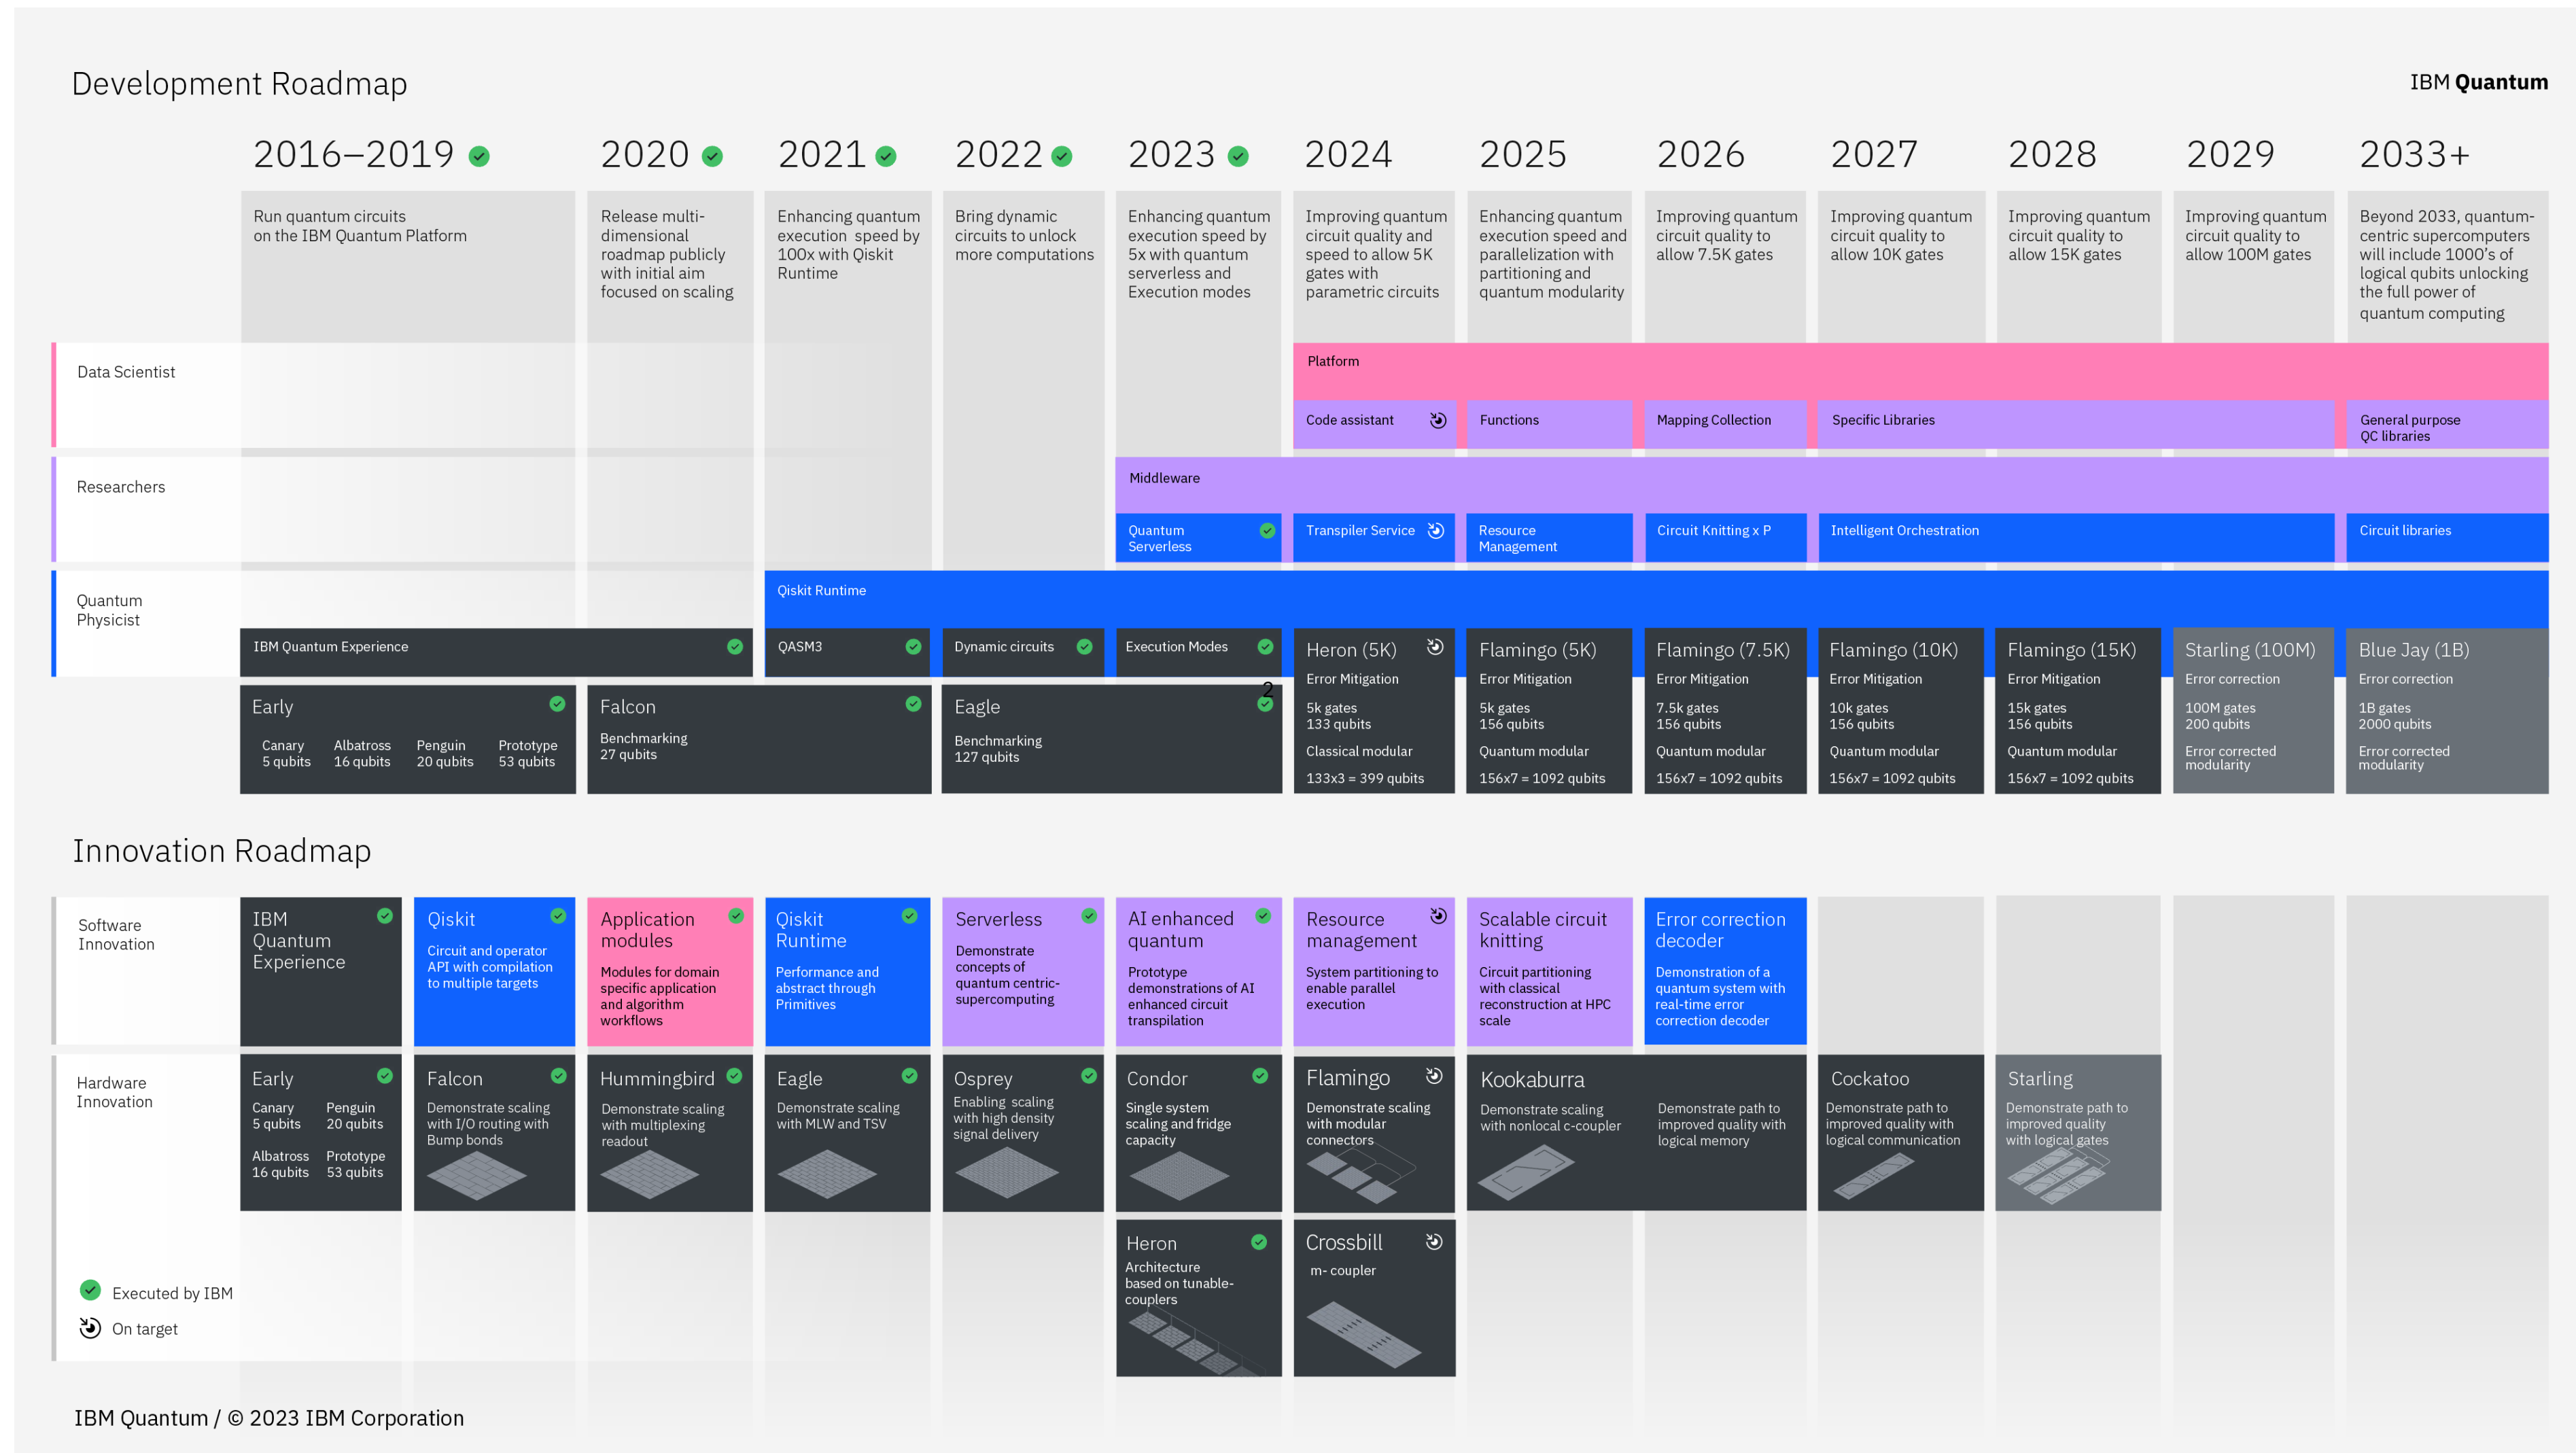 Development Roadmap
IBM Quantum
2016–2019
2020
2021
2022
2023
2024
2025
2026
2027
2028
2029
2033+
Run quantum circuits
on the IBM Quantum Platform
Release multi-
dimensional
roadmap publicly
with initial aim
focused on scaling
Enhancing quantum
execution speed by
100x with Qiskit
Runtime
Bring dynamic
circuits to unlock
more computations
Enhancing quantum
execution speed by
5x with quantum
serverless and
Execution modes
Improving quantum
circuit quality and
speed to allow 5K
gates with
parametric circuits
Enhancing quantum
execution speed and
parallelization with
partitioning and
quantum modularity
Improving quantum
circuit quality to
allow 7.5K gates
Improving quantum
circuit quality to
allow 10K gates
Improving quantum
circuit quality to
allow 15K gates
Improving quantum
circuit quality to
allow 100M gates
Beyond 2033, quantum-
centric supercomputers
will include 1000's of
logical qubits unlocking
the full power of
quantum computing
Data Scientist
Platform
Code assistant
Functions
Mapping Collection
Specific Libraries
General purpose
QC libraries
Researchers
Middleware
Quantum
Serverless
Transpiler Service
Resource
Management
Circuit Knitting x P
Intelligent Orchestration
Circuit libraries
Quantum
Physicist
Qiskit Runtime
IBM Quantum Experience
QASM3
Dynamic circuits
Execution Modes
2
Early
Canary
5 qubits
Albatross
16 qubits
Penguin
20 qubits
Prototype
53 qubits
Falcon
Benchmarking
27 qubits
Eagle
Benchmarking
127 qubits
Heron (5K)
Error Mitigation
5k gates
133 qubits
Classical modular
133x3 = 399 qubits
Flamingo (5K)
Error Mitigation
5k gates
156 qubits
Quantum modular
156x7 = 1092 qubits
Flamingo (7.5K)
Error Mitigation
7.5k gates
156 qubits
Quantum modular
156x7 = 1092 qubits
Flamingo (10K)
Error Mitigation
10k gates
156 qubits
Quantum modular
156x7 = 1092 qubits
Flamingo (15K)
Error Mitigation
15k gates
156 qubits
Quantum modular
156x7 = 1092 qubits
Starling (100M)
Error correction
100M gates
200 qubits
Error corrected
modularity
Blue Jay (1B)
Error correction
1B gates
2000 qubits
Error corrected
modularity
Innovation Roadmap
Software
Innovation
IBM
Quantum
Experience
Qiskit
Circuit and operator
API with compilation
to multiple targets
Application
modules
Modules for domain
specific application
and algorithm
workflows
Qiskit
Runtime
Performance and
abstract through
Primitives
Serverless
Demonstrate
concepts of
quantum centric-
supercomputing
AI enhanced
quantum
Prototype
demonstrations of AI
enhanced circuit
transpilation
Resource
management
System partitioning to
enable parallel
execution
Scalable circuit
knitting
Circuit partitioning
with classical
reconstruction at HPC
scale
Error correction
decoder
Demonstration of a
quantum system with
real-time error
correction decoder
Hardware
Innovation
Early
Canary
5 qubits
Penguin
20 qubits
Albatross
16 qubits
Prototype
53 qubits
Falcon
Demonstrate scaling
with I/O routing with
Bump bonds
Hummingbird
Demonstrate scaling
with multiplexing
readout
Eagle
Demonstrate scaling
with MLW and TSV
Osprey
Enabling scaling
with high density
signal delivery
Condor
Single system
scaling and fridge
capacity
Flamingo
Demonstrate scaling
with modular
connectors
Kookaburra
Demonstrate scaling
with nonlocal c-coupler
Demonstrate path to
improved quality with
logical memory
Cockatoo
Demonstrate path to
improved quality with
logical communication
Starling
Demonstrate path to
improved quality
with logical gates
Heron
Architecture
based on tunable-
couplers
Crossbill
m- coupler
Executed by IBM
On target
IBM Quantum / © 2023 IBM Corporation